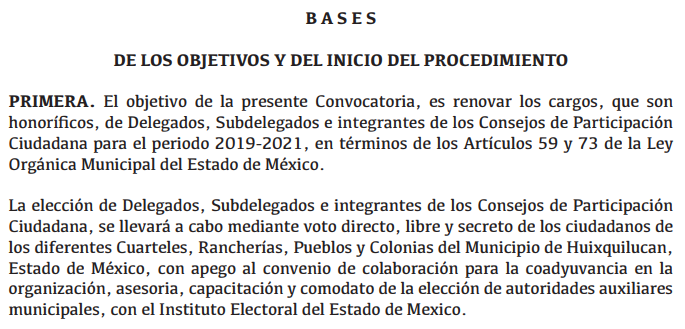 B A S E S
DE LOS OBJETIVOS Y DEL INICIO DEL PROCEDIMIENTO
PRIMERA. El objetivo de la presente Convocatoria, es renovar los cargos, que son
honoríficos, de Delegados, Subdelegados e integrantes de los Consejos de Participación
Ciudadana para el periodo 2019-2021, en términos de los Artículos 59 y 73 de la Ley
Orgánica Municipal del Estado de México.
La elección de Delegados, Subdelegados e integrantes de los Consejos de Participación
Ciudadana, se llevará a cabo mediante voto directo, libre y secreto de los ciudadanos de
los diferentes Cuarteles, Rancherías, Pueblos y Colonias del Municipio de Huixquilucan,
Estado de México, con apego al convenio de colaboración para la coadyuvancia en la
organización, asesoria, capacitación y comodato de la elección de autoridades auxiliares
municipales, con el Instituto Electoral del Estado de Mexico.